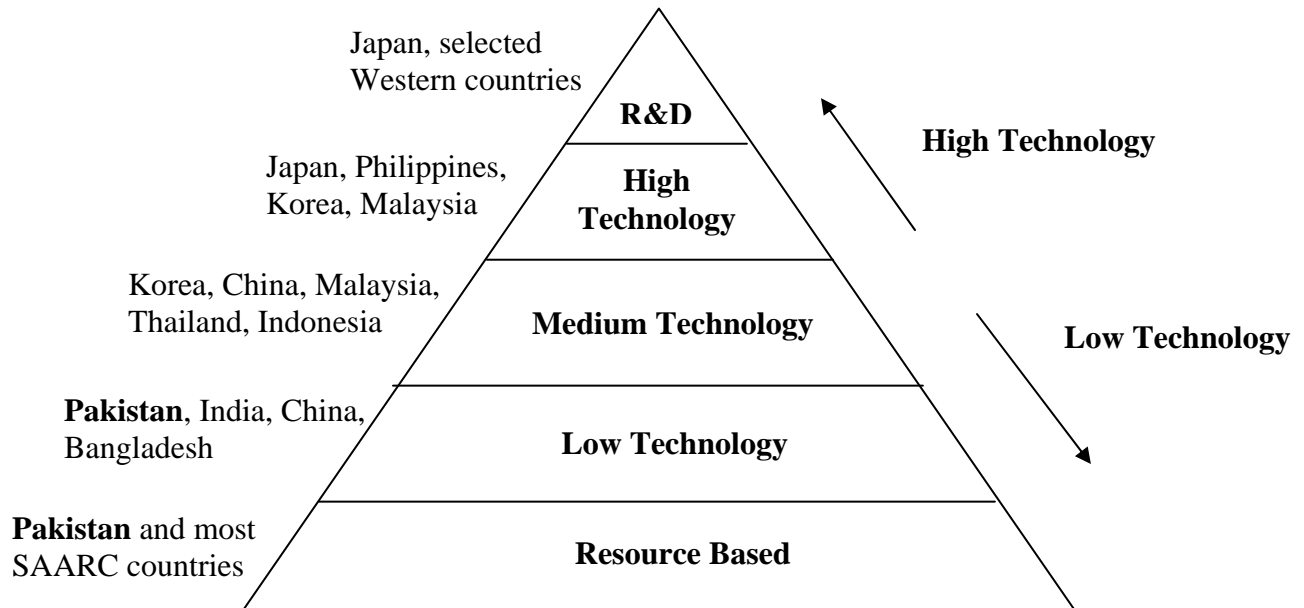 Japan, selected
Western countries
R&D
High Technology
Japan, Philippines,
Korea, Malaysia
High
Technology
Korea, China, Malaysia,
Thailand, Indonesia
Medium Technology
Low Technology
Pakistan, India, China,
Bangladesh
Low Technology
Pakistan and most
SAARC countries
Resource Based